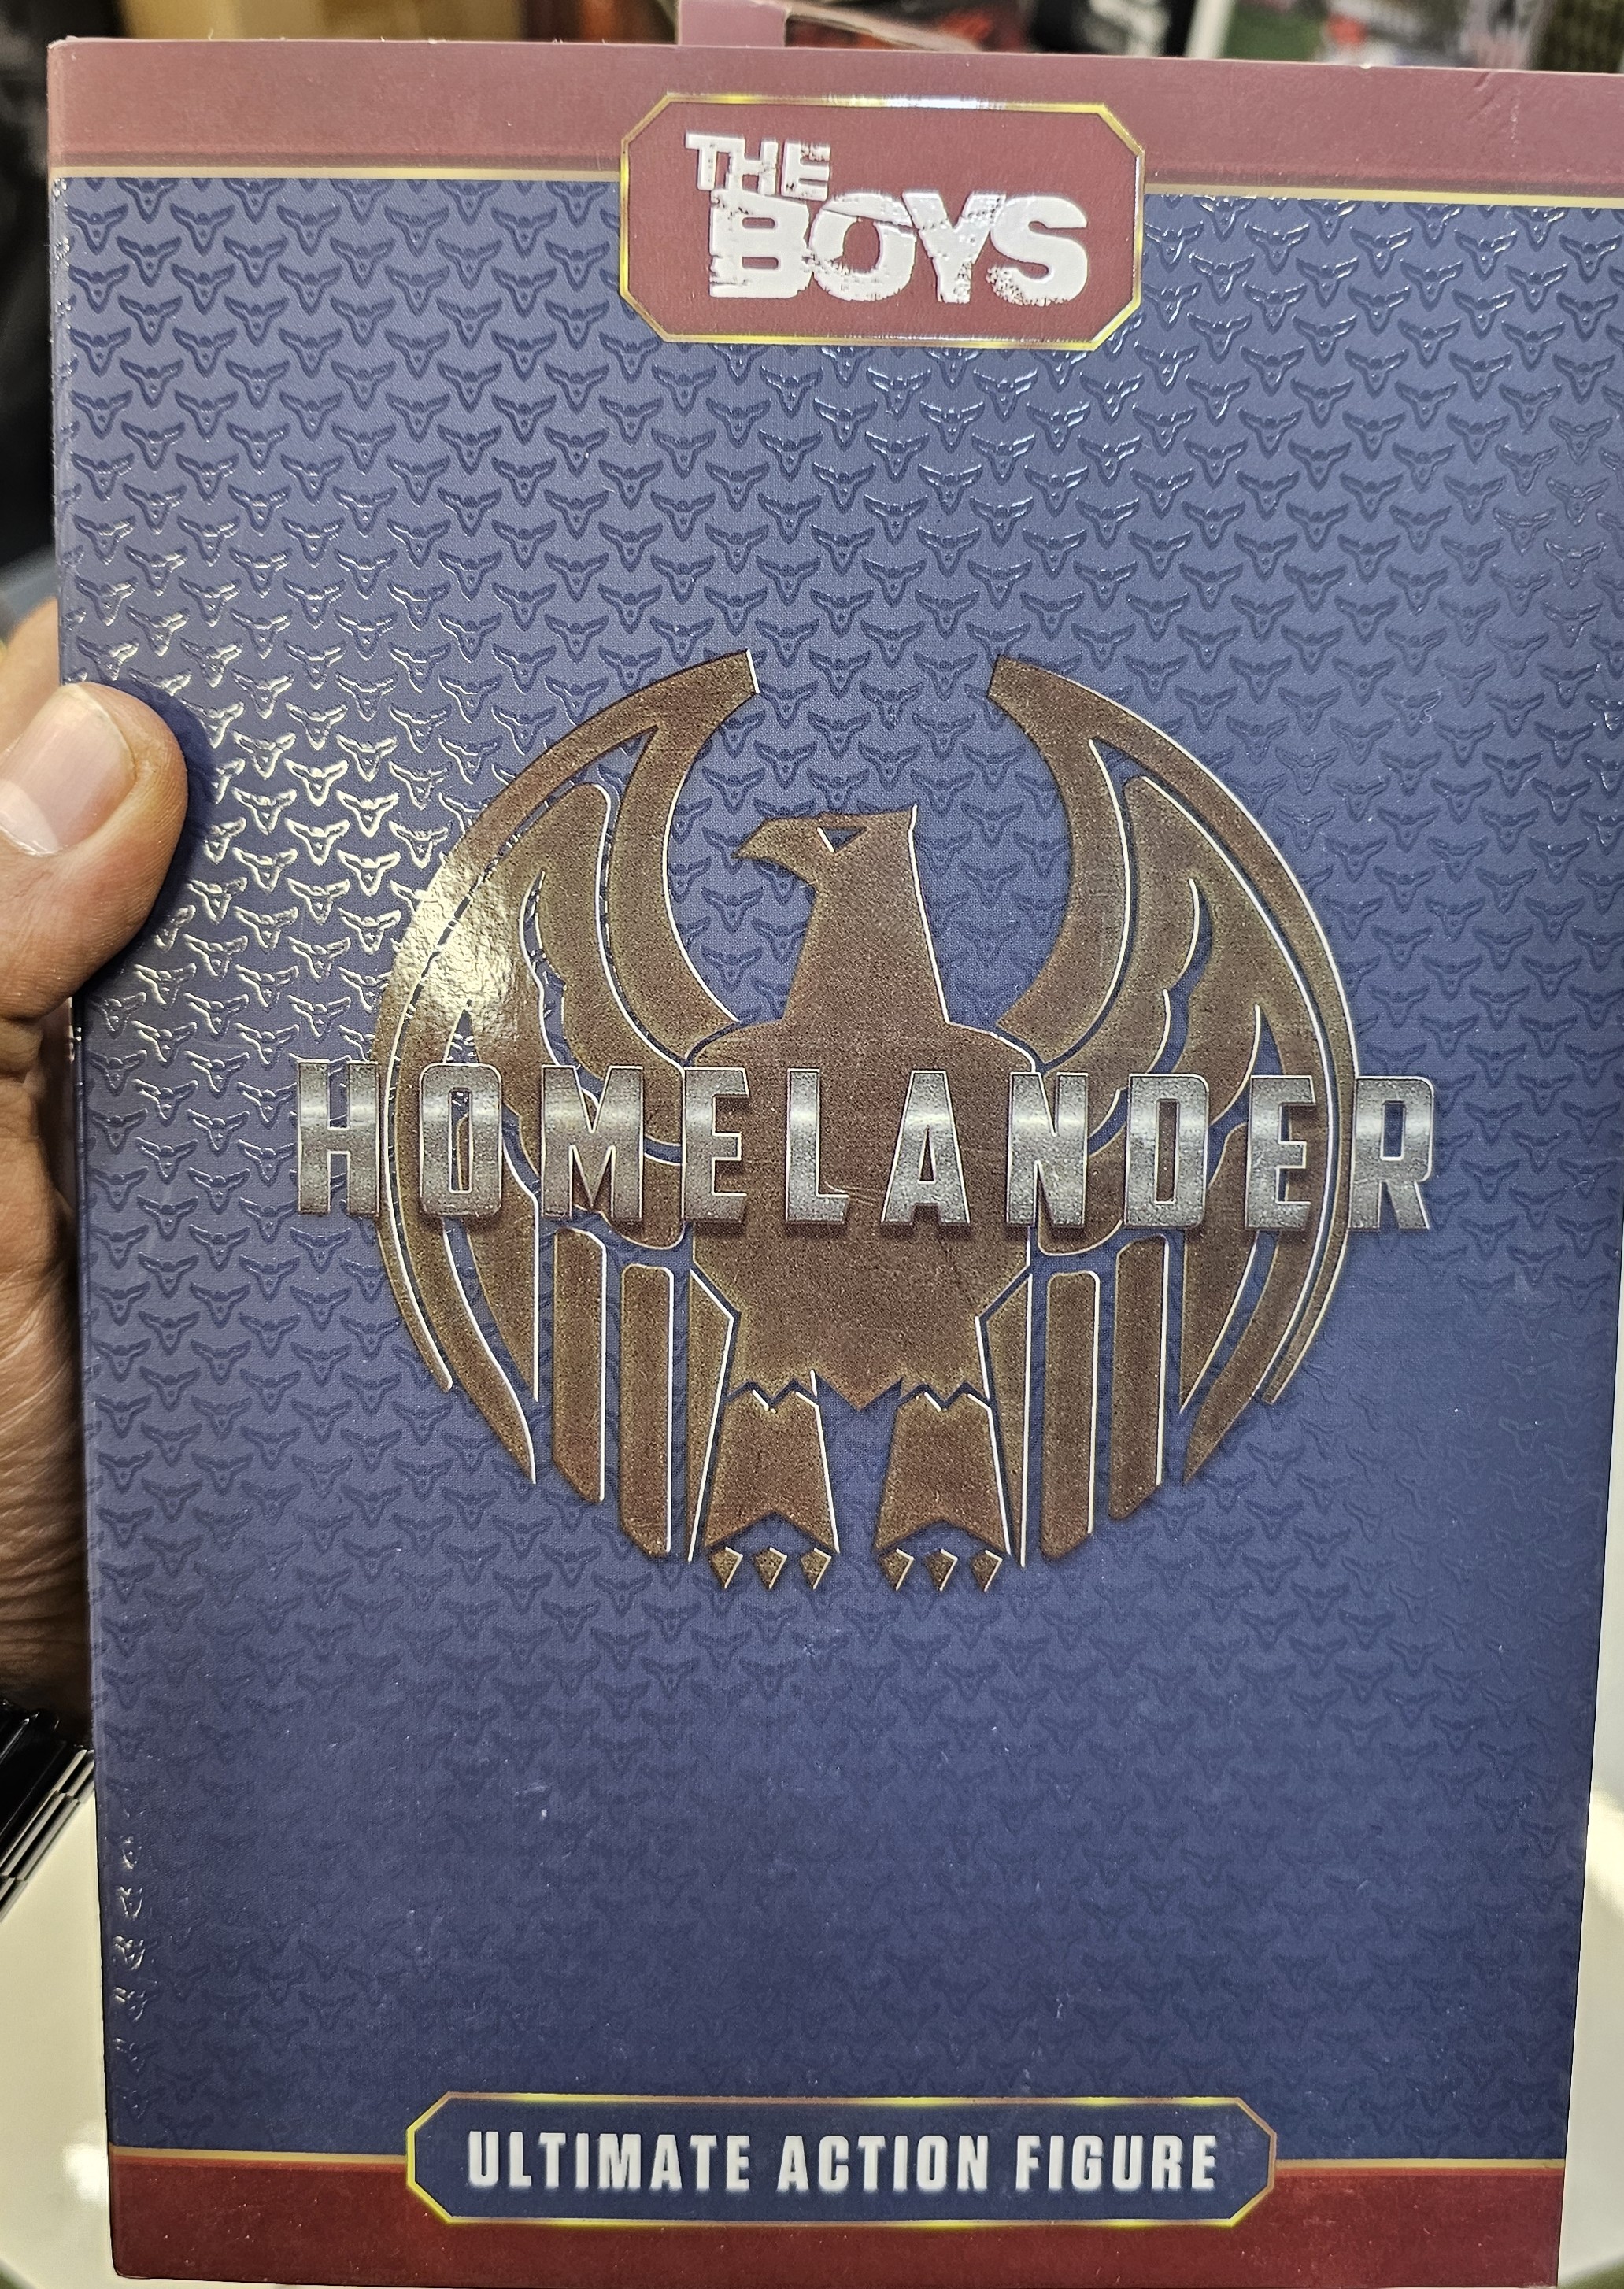 THE
BOYS
HOMELANDER
ULTIMATE ACTION FIGURE